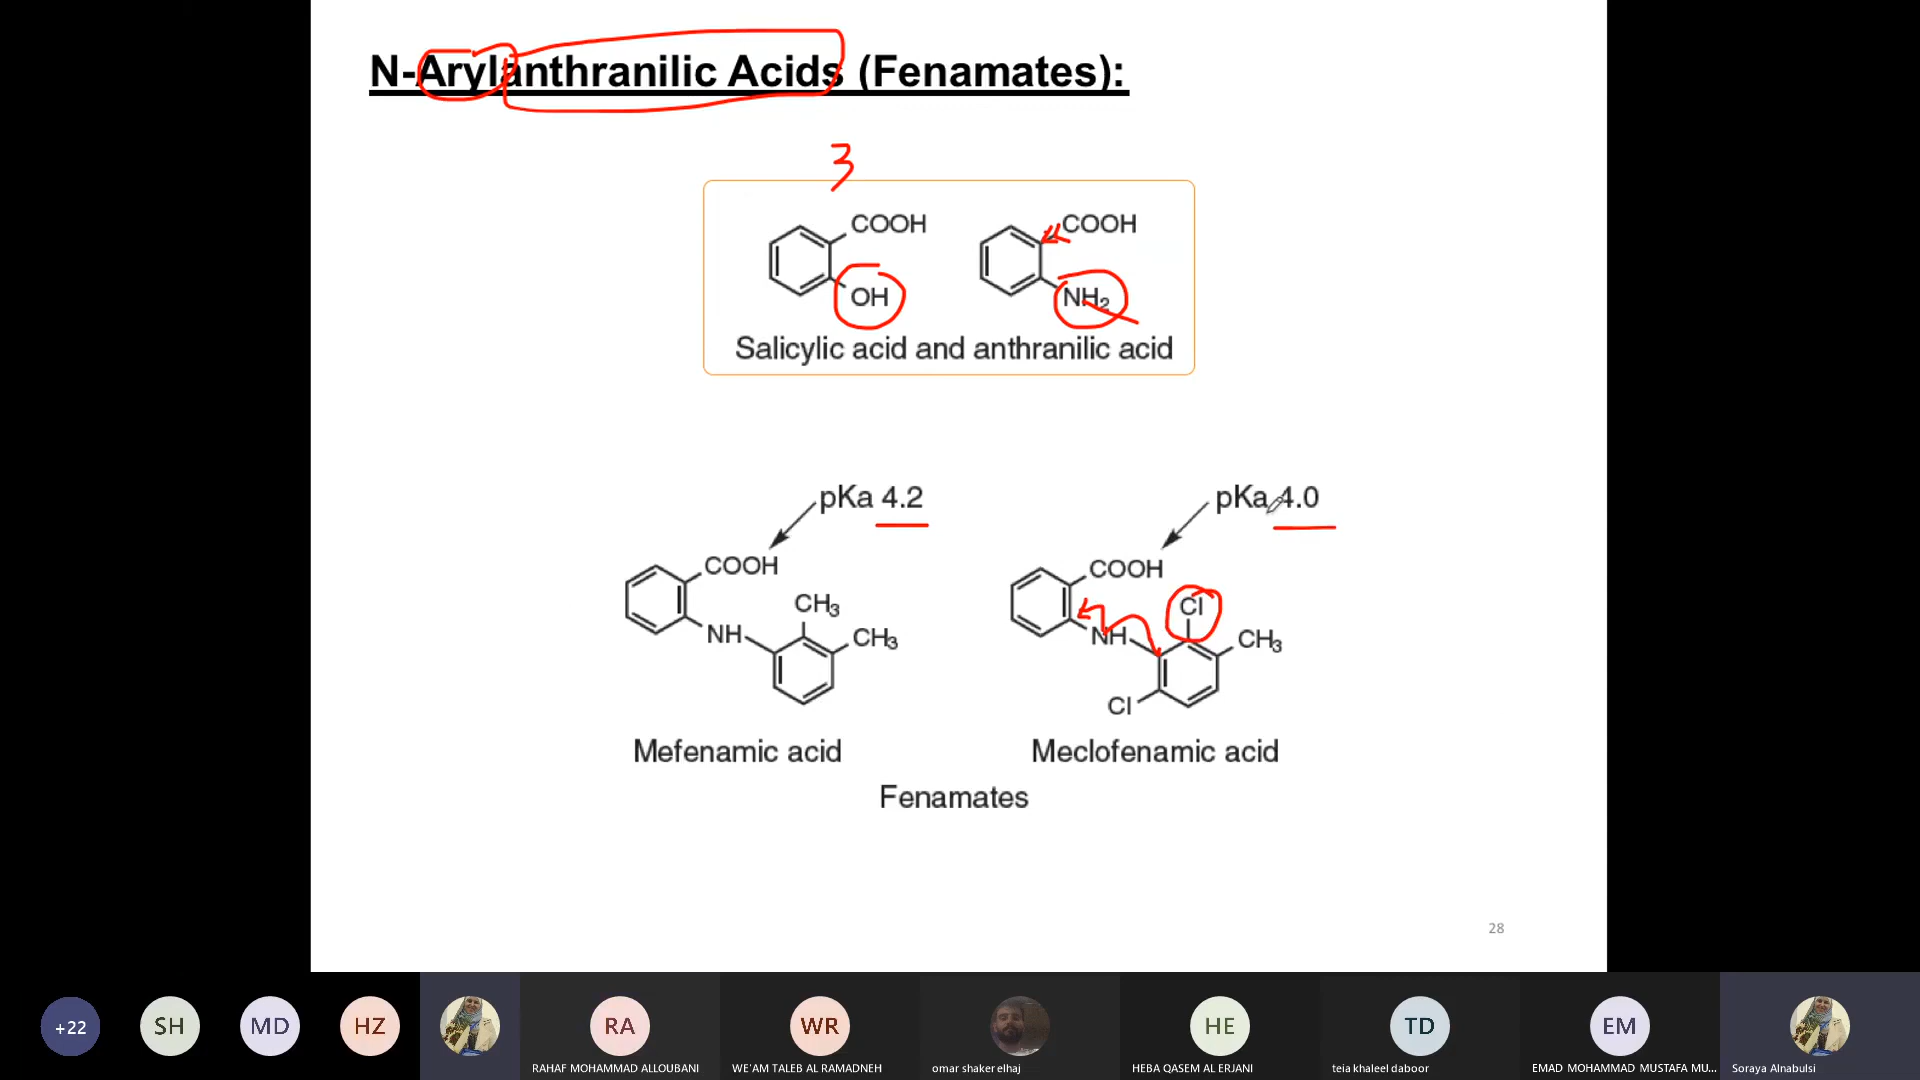 N-Arylanthranilic Acids (Fenamates):
3
COOH
COOH
OH
NH₂
Salicylic acid and anthranilic acid
pKa 4.2
pKa 4.0
COOH
COOH
CH₃
Cl
NH
CH₃
NH
CH₃
Cl
Mefenamic acid
Meclofenamic acid
Fenamates
28
+22
SH
MD
HZ
RA
WR
HE
TD
EM
RAHAF MOHAMMAD ALLOUBANI
WE'AM TALEB AL RAMADNEH
omar shaker elhaj
HEBA QASEM AL ERJANI
teia khaleel daboor
EMAD MOHAMMAD MUSTAFA MU...
Soraya Alnabulsi